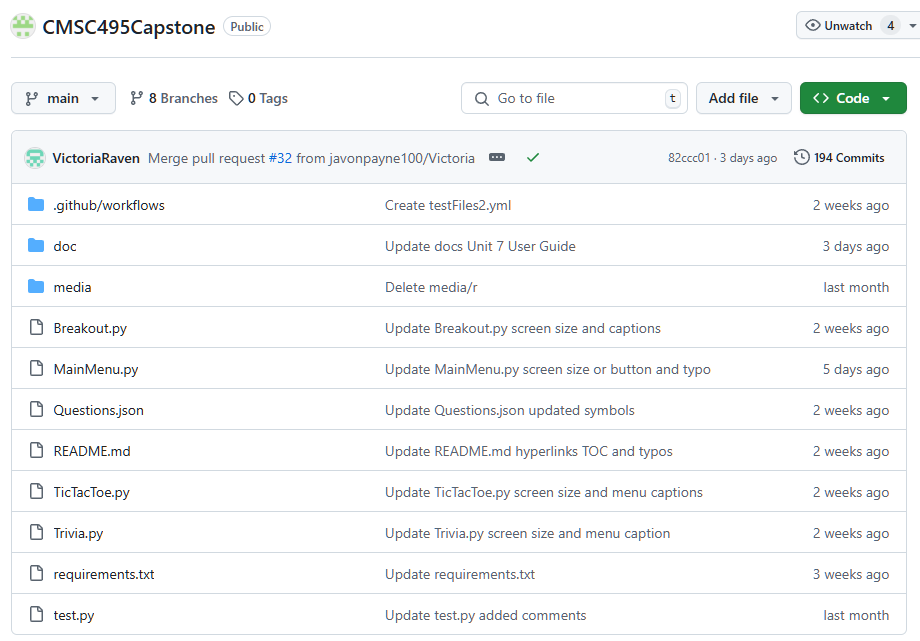 CMSC495Capstone Public Unwatch 4
main 8 Branches 0 Tags Go to file t Add file Code
VictoriaRaven Merge pull request #32 from javonpayne100/Victoria 82ccc01 · 3 days ago 194 Commits
.github/workflows Create testFiles2.yml 2 weeks ago
doc Update docs Unit 7 User Guide 3 days ago
media Delete media/r last month
Breakout.py Update Breakout.py screen size and captions 2 weeks ago
MainMenu.py Update MainMenu.py screen size or button and typo 5 days ago
Questions.json Update Questions.json updated symbols 2 weeks ago
README.md Update README.md hyperlinks TOC and typos 2 weeks ago
TicTacToe.py Update TicTacToe.py screen size and menu captions 2 weeks ago
Trivia.py Update Trivia.py screen size and menu caption 2 weeks ago
requirements.txt Update requirements.txt 3 weeks ago
test.py Update test.py added comments last month